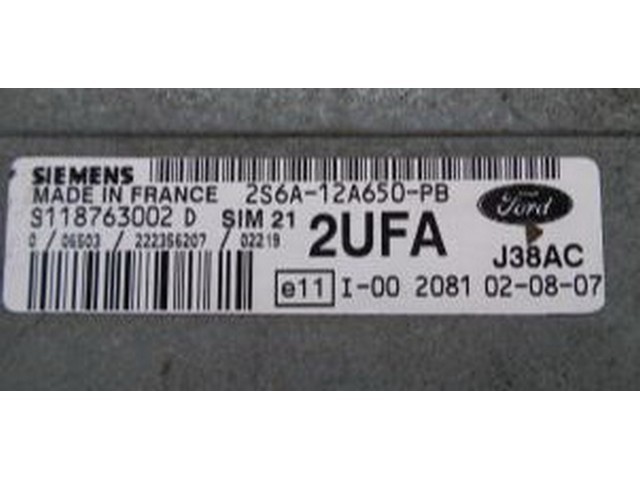 SIEMENS
MADE IN FRANCE 2S6A-12A650-PB
S118763002 D SIM 21 2UFA Ford
0 / 06503 / 222356207 / 02219 J38AC
e11 I-00 2081 02-08-07